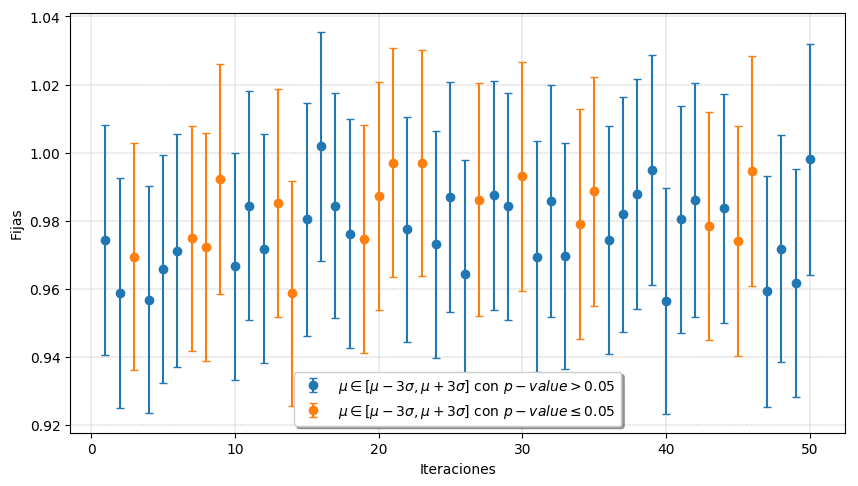 1.04
1.02
1.00
0.98
0.96
0.94
0.92
Fijas
μ ∈ [μ − 3σ, μ + 3σ] con p − value > 0.05
μ ∈ [μ − 3σ, μ + 3σ] con p − value ≤ 0.05
0 10 20 30 40 50
Iteraciones